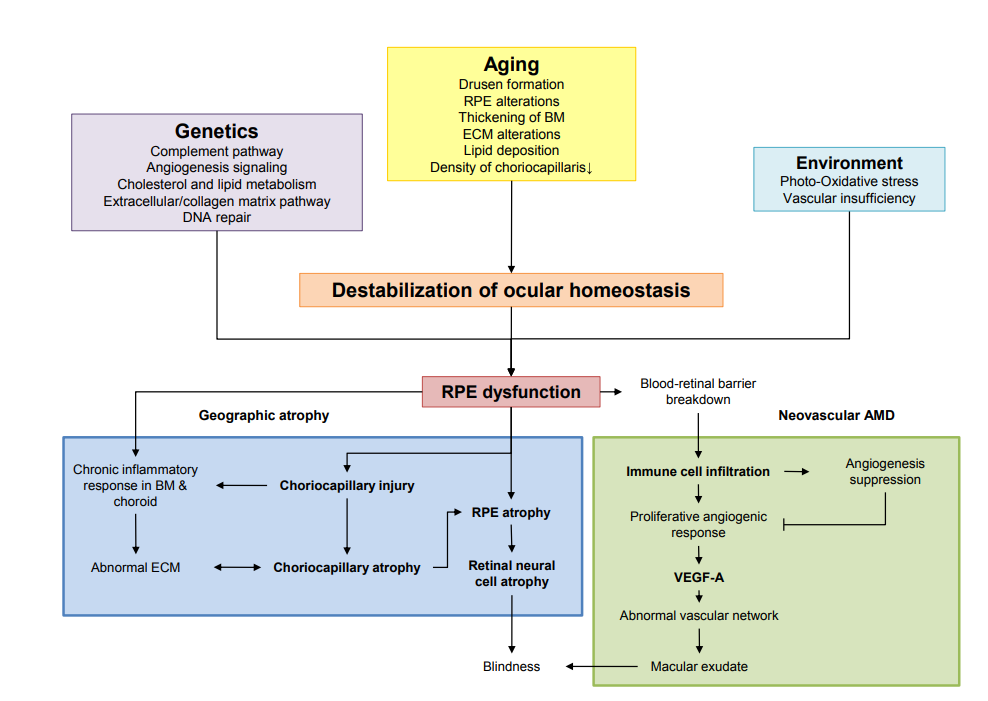 Aging
Drusen formation
RPE alterations
Thickening of BM
ECM alterations
Lipid deposition
Density of choriocapillaris↓
Genetics
Complement pathway
Angiogenesis signaling
Cholesterol and lipid metabolism
Extracellular/collagen matrix pathway
DNA repair
Environment
Photo-Oxidative stress
Vascular insufficiency
Destabilization of ocular homeostasis
RPE dysfunction
Blood-retinal barrier
breakdown
Geographic atrophy
Neovascular AMD
Chronic inflammatory
response in BM &
choroid
Choriocapillary injury
RPE atrophy
Abnormal ECM
Choriocapillary atrophy
Retinal neural
cell atrophy
Immune cell infiltration
Angiogenesis
suppression
Proliferative angiogenic
response
VEGF-A
Abnormal vascular network
Macular exudate
Blindness